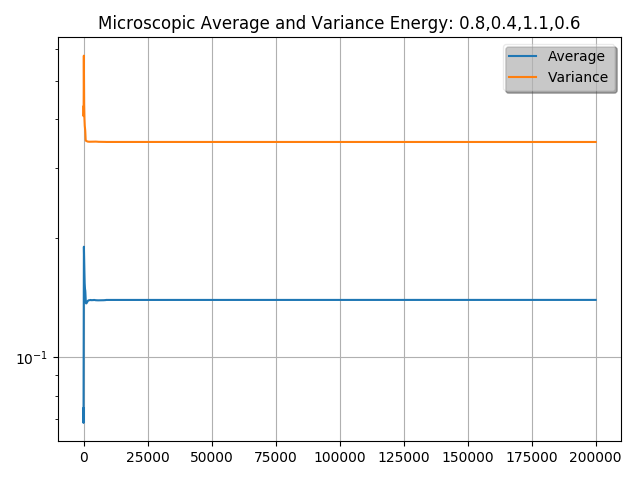 Microscopic Average and Variance Energy: 0.8,0.4,1.1,0.6
Average
Variance
10⁻¹
0 25000 50000 75000 100000 125000 150000 175000 200000